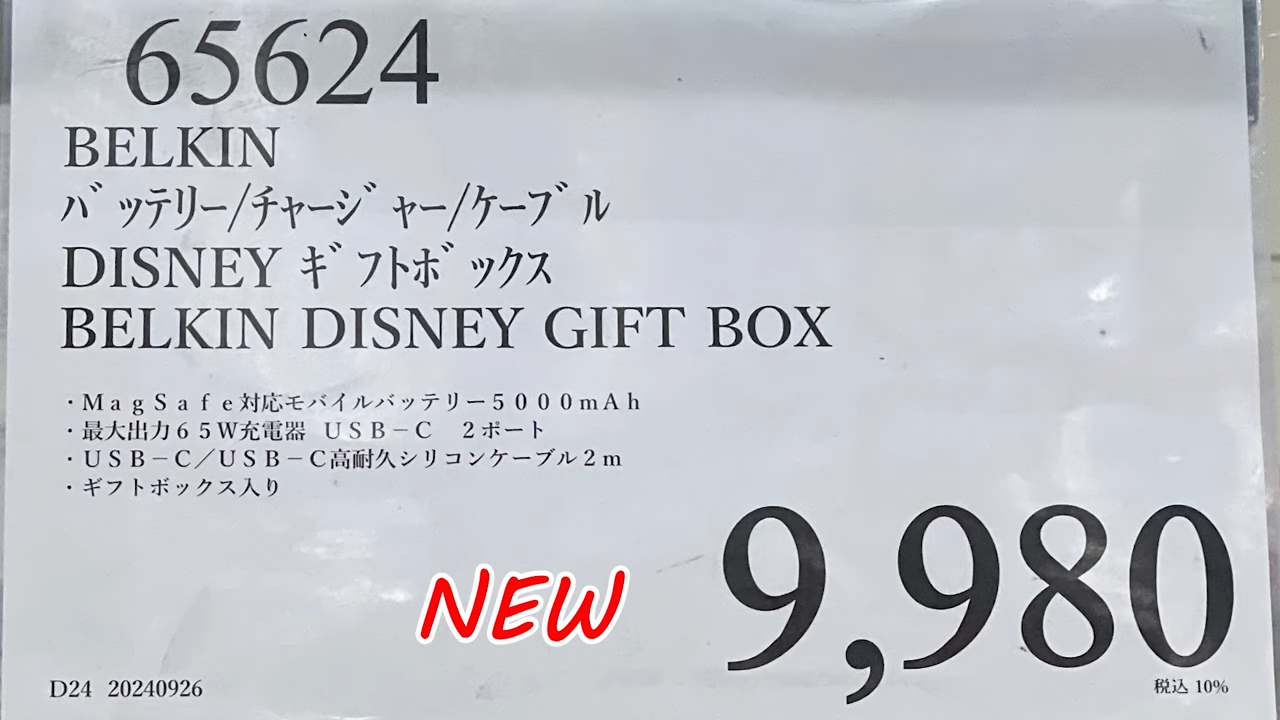 65624
BELKIN
ﾊﾞｯﾃﾘｰ/ﾁｬｰｼﾞｬｰ/ｹｰﾌﾞﾙ
DISNEY ｷﾞﾌﾄﾎﾞｯｸｽ
BELKIN DISNEY GIFT BOX
・ＭａｇＳａｆｅ対応モバイルバッテリー５０００ｍＡｈ
・最大出力６５Ｗ充電器　ＵＳＢ－Ｃ　２ポート
・ＵＳＢ－Ｃ／ＵＳＢ－Ｃ高耐久シリコンケーブル２ｍ
・ギフトボックス入り
9,980
NEW
D24 20240926
税込 10%